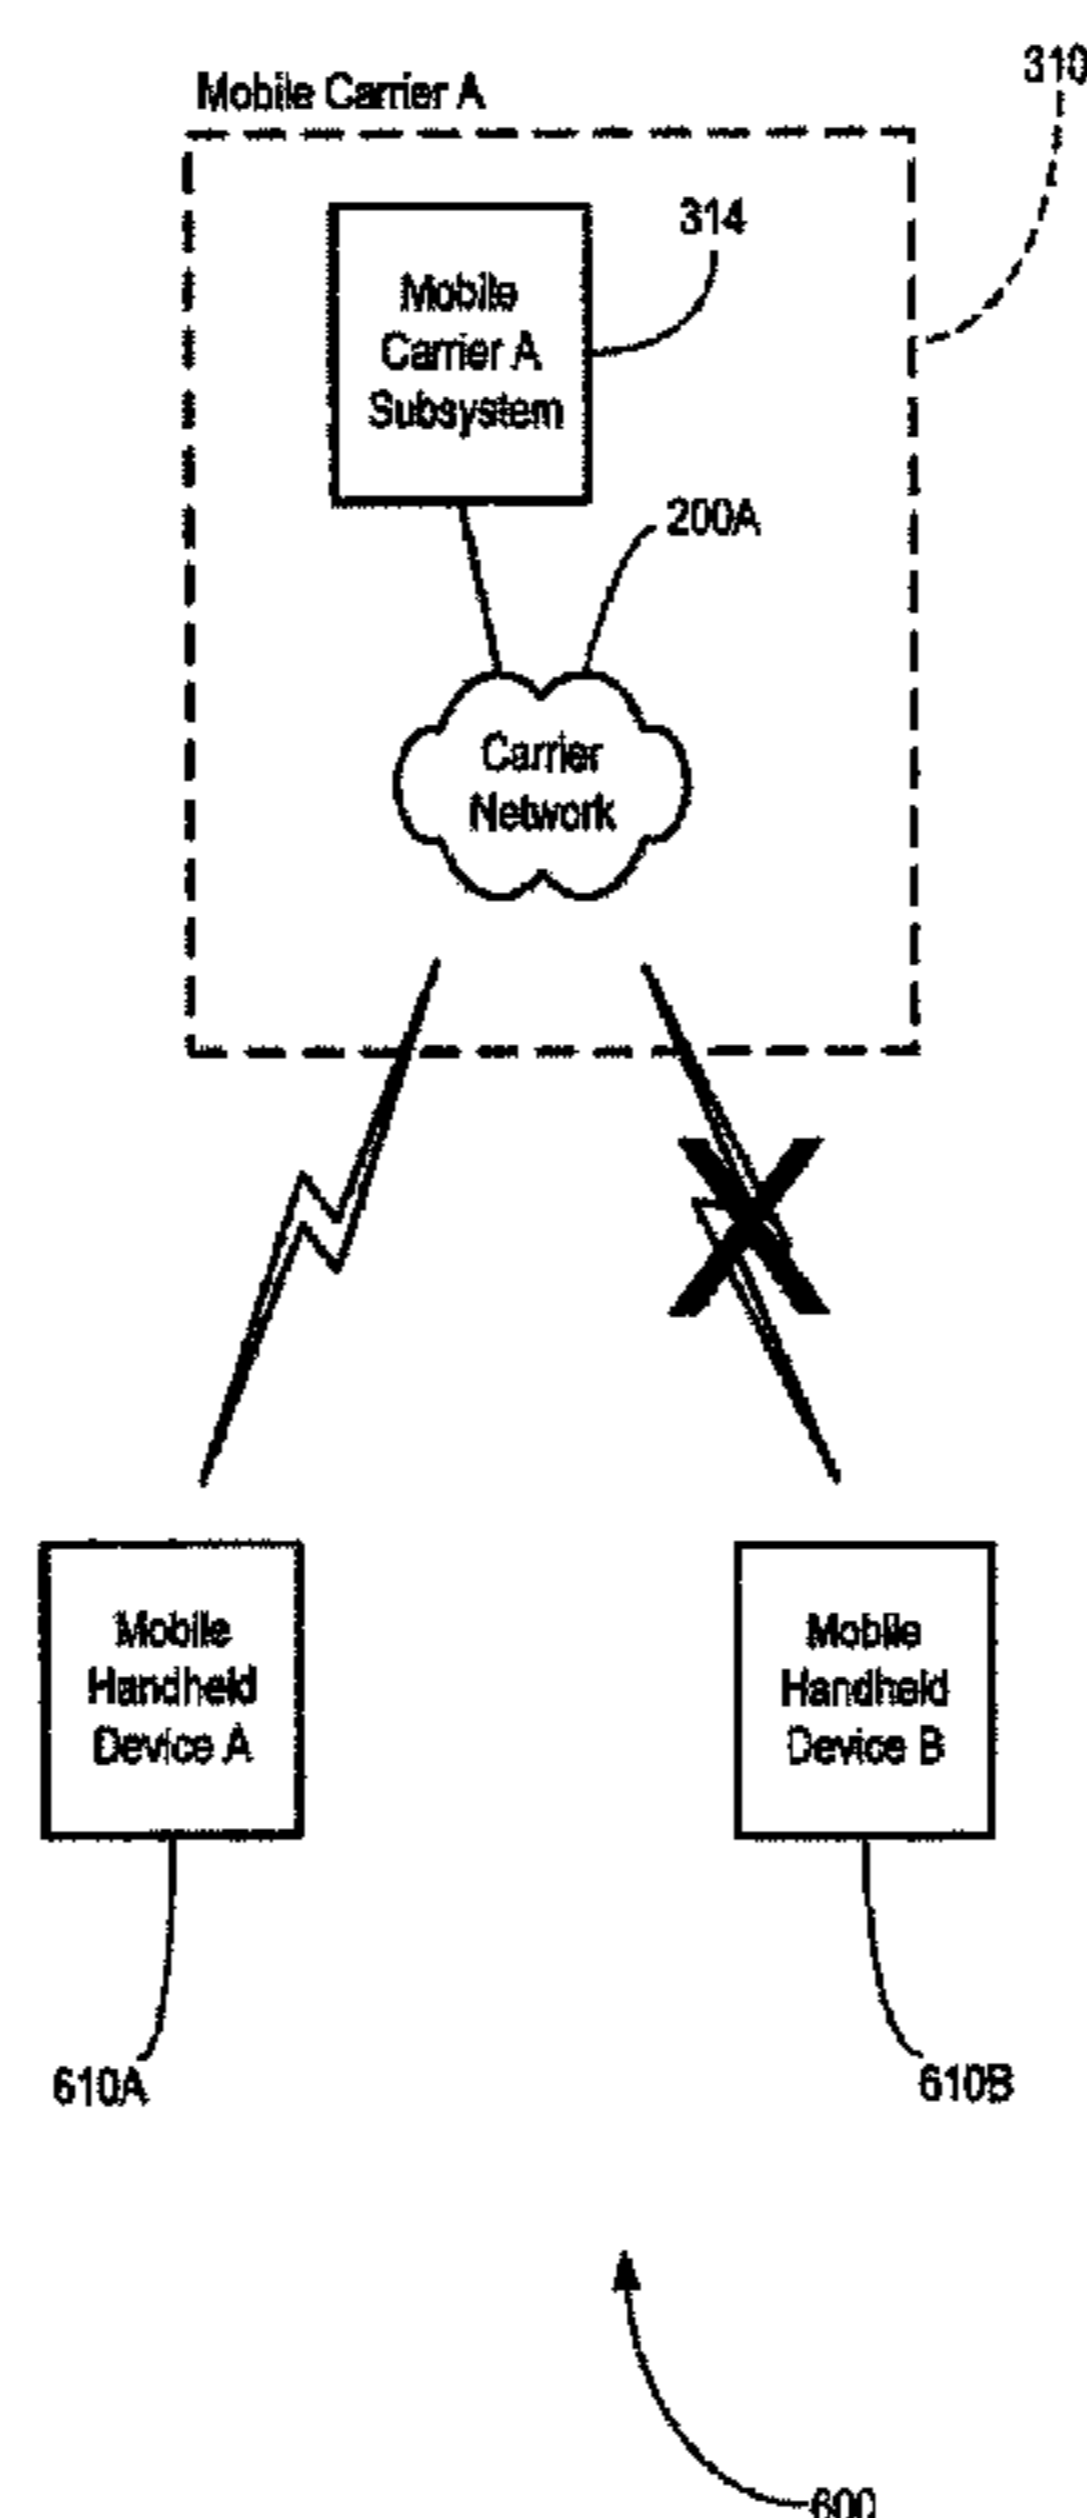 310
Mobile Carrier A
314
Mobile
Carrier A
Subsystem
200A
Carrier
Network
Mobile
Handheld
Device A
Mobile
Handheld
Device B
610A
610B
600